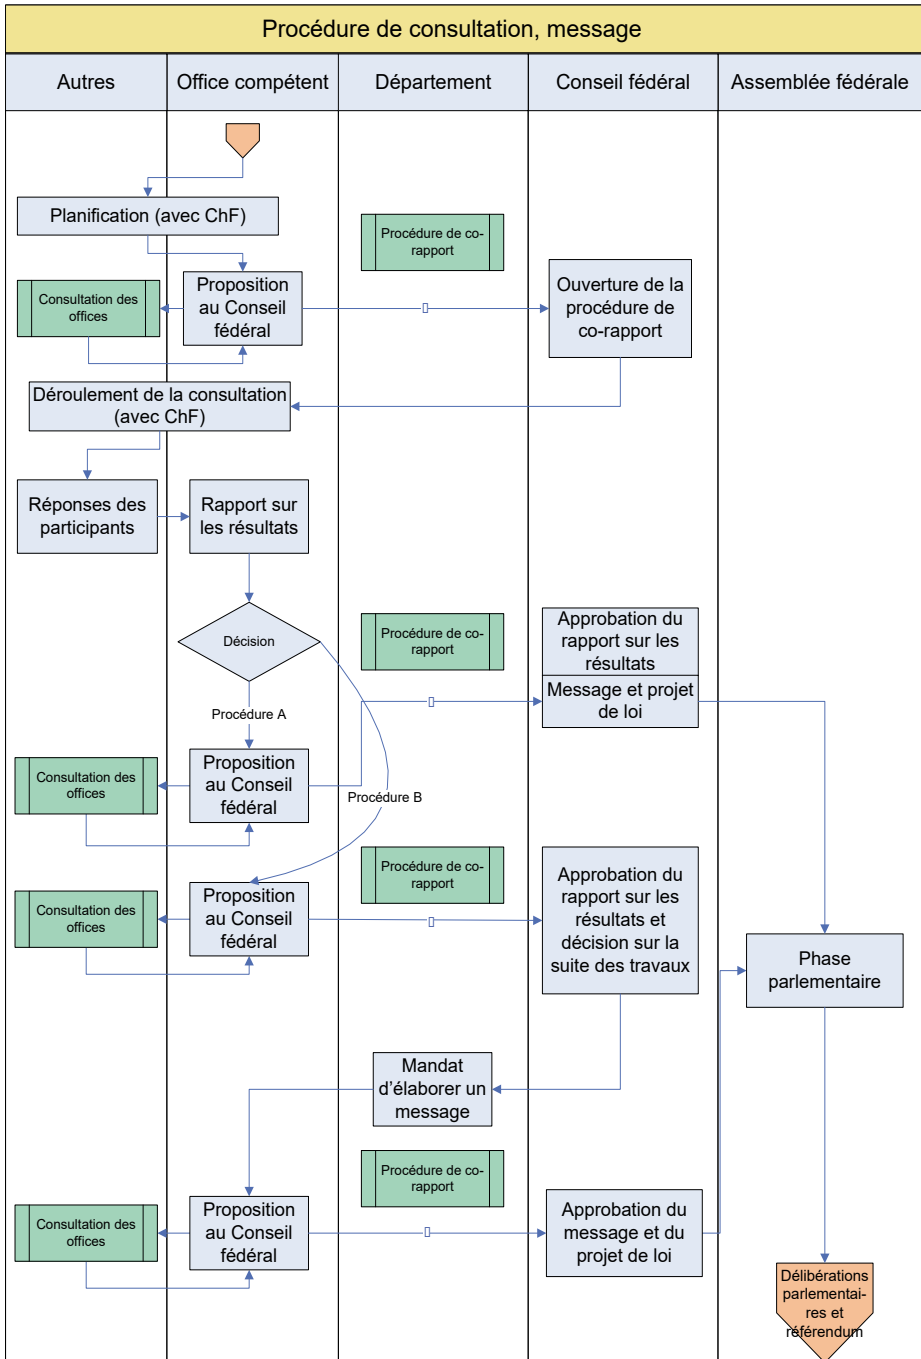 Procédure de consultation, message
Autres
Office compétent
Département
Conseil fédéral
Assemblée fédérale
Planification (avec ChF)
Procédure de co-
rapport
Consultation des
offices
Proposition
au Conseil
fédéral
Ouverture de la
procédure de
co-rapport
Déroulement de la consultation
(avec ChF)
Réponses des
participants
Rapport sur
les résultats
Décision
Procédure de co-
rapport
Approbation du
rapport sur les
résultats
Message et projet
de loi
Procédure A
Consultation des
offices
Proposition
au Conseil
fédéral
Procédure B
Procédure de co-
rapport
Consultation des
offices
Proposition
au Conseil
fédéral
Approbation du
rapport sur les
résultats et
décision sur la
suite des travaux
Phase
parlementaire
Mandat
d’élaborer un
message
Procédure de co-
rapport
Consultation des
offices
Proposition
au Conseil
fédéral
Approbation du
message et du
projet de loi
Délibérations
parlementai-
res et
référendum